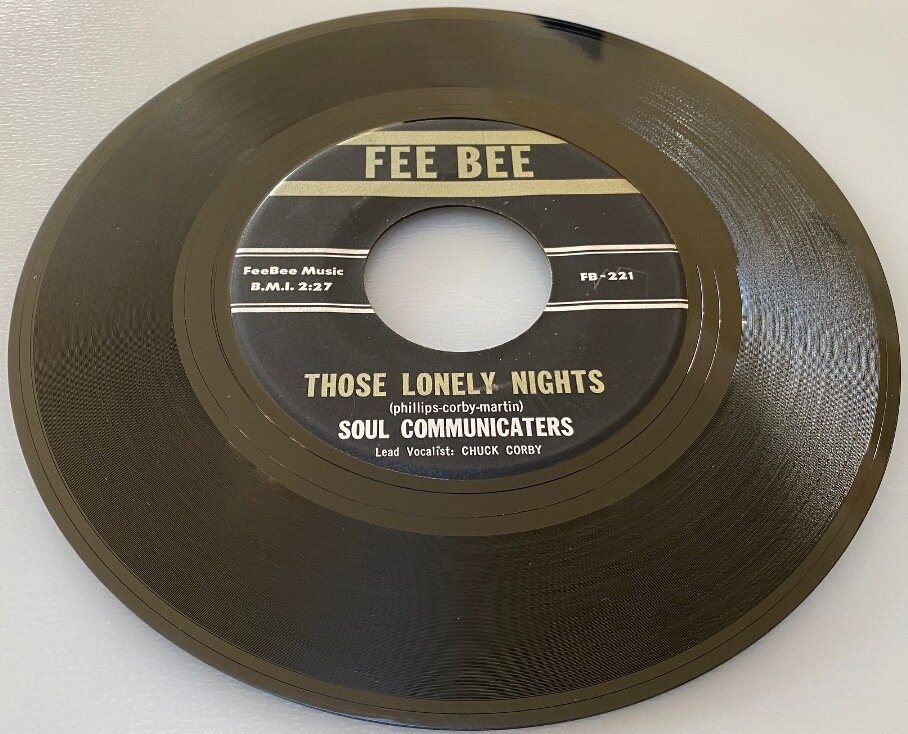 FEE BEE
FeeBee Music
B.M.I. 2:27
FB-221
THOSE LONELY NIGHTS
(phillips-corby-martin)
SOUL COMMUNICATERS
Lead Vocalist: CHUCK CORBY